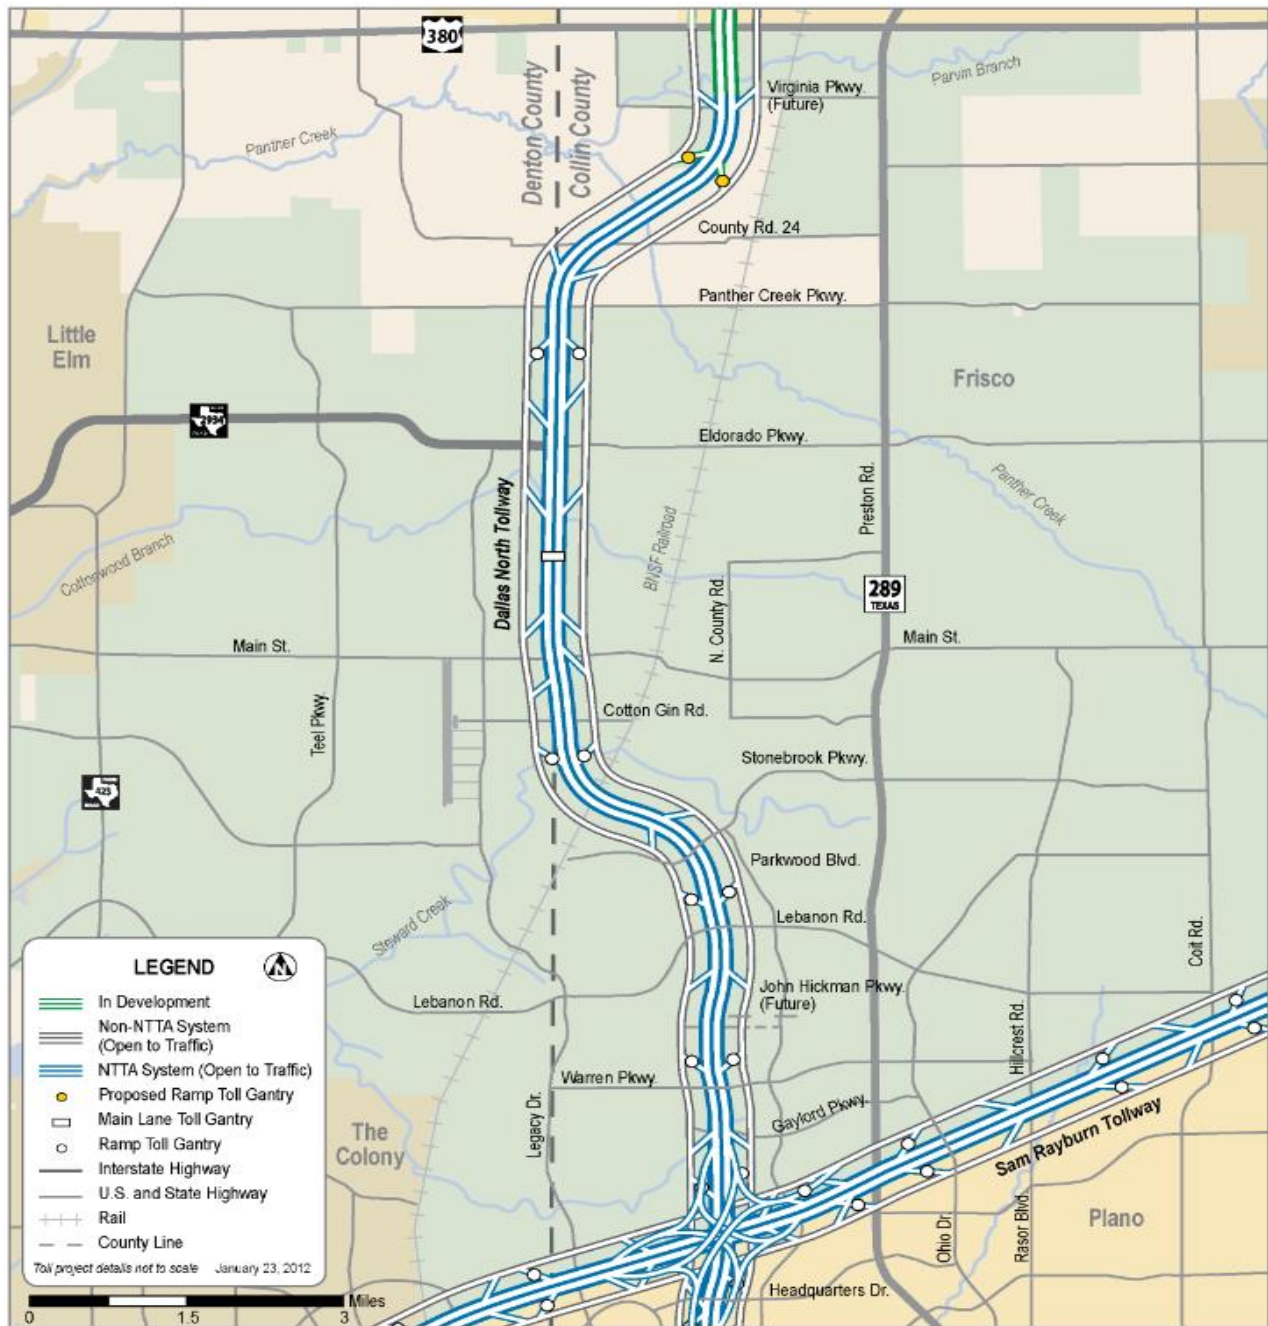 380
Denton County
Collin County
Virginia Pkwy.
(Future)
Parvin Branch
Panther Creek
County Rd. 24
Panther Creek Pkwy.
Little
Elm
Frisco
2934
Eldorado Pkwy.
Preston Rd.
Panther Creek
Dallas North Tollway
BNSF Railroad
Cottonwood Branch
289
TEXAS
N. County Rd.
Main St.
Main St.
Teel Pkwy.
Cotton Gin Rd.
Stonebrook Pkwy.
423
Parkwood Blvd.
Steward Creek
Lebanon Rd.
Coit Rd.
Lebanon Rd.
John Hickman Pkwy.
(Future)
Hillcrest Rd.
Warren Pkwy.
Gaylord Pkwy.
Legacy Dr.
The
Colony
Sam Rayburn Tollway
Plano
Ohio Dr.
Rasor Blvd.
Headquarters Dr.
LEGEND
N
In Development
Non-NTTA System
(Open to Traffic)
NTTA System (Open to Traffic)
Proposed Ramp Toll Gantry
Main Lane Toll Gantry
Ramp Toll Gantry
Interstate Highway
U.S. and State Highway
Rail
County Line
Toll project details not to scale January 23, 2012
Miles
0 1.5 3